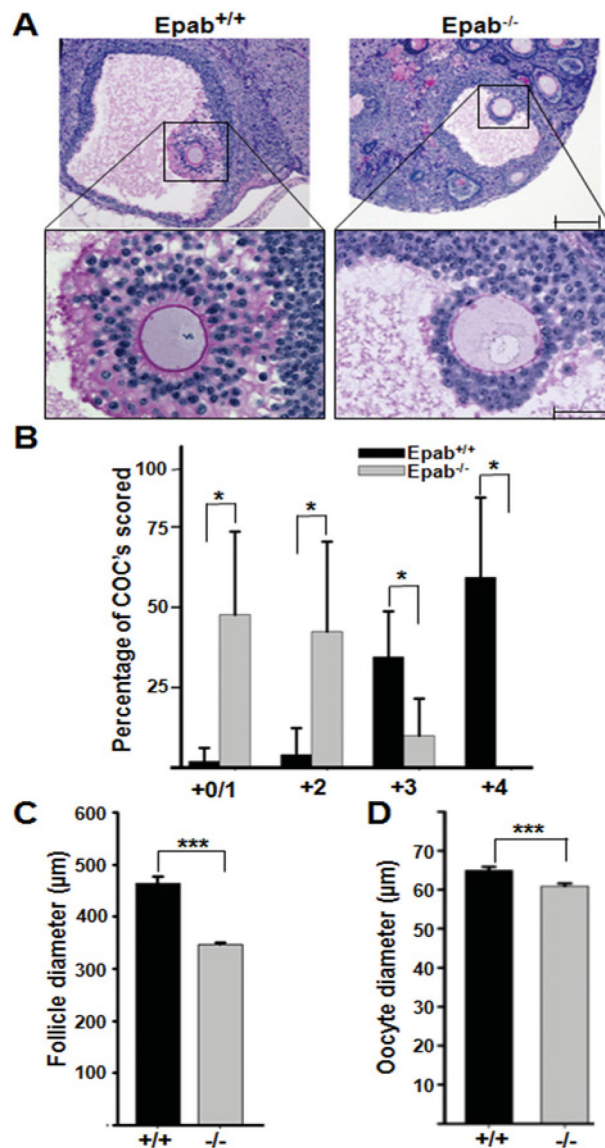 A
Epab+/+
Epab-/-
B
Percentage of COC's scored
100
75
50
25
Epab+/+
Epab-/-
*
*
*
*
+0/1
+2
+3
+4
C
Follicle diameter (µm)
600
500
400
300
200
100
***
+/+
-/-
D
Oocyte diameter (µm)
80
70
60
50
40
30
20
10
***
+/+
-/-